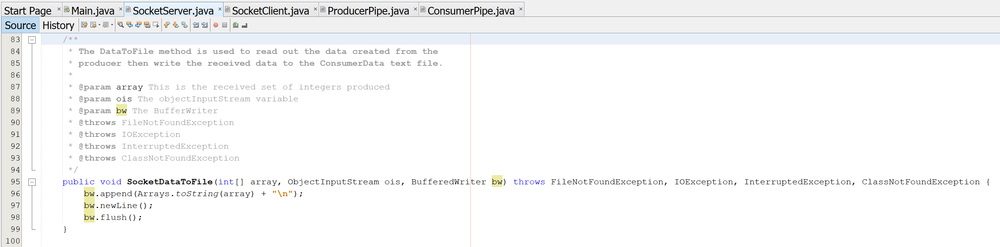 Start Page × Main.java × SocketServer.java × SocketClient.java × ProducerPipe.java × ConsumerPipe.java ×
Source History
83 /**
84 * The DataToFile method is used to read out the data created from the
85 * producer then write the received data to the ConsumerData text file.
86 *
87 * @param array This is the received set of integers produced
88 * @param ois The objectInputStream variable
89 * @param bw The BufferWriter
90 * @throws FileNotFoundException
91 * @throws IOException
92 * @throws InterruptedException
93 * @throws ClassNotFoundException
94 */
95 public void SocketDataToFile(int[] array, ObjectInputStream ois, BufferedWriter bw) throws FileNotFoundException, IOException, InterruptedException, ClassNotFoundException {
96 bw.append(Arrays.toString(array) + "\n");
97 bw.newLine();
98 bw.flush();
99 }
100